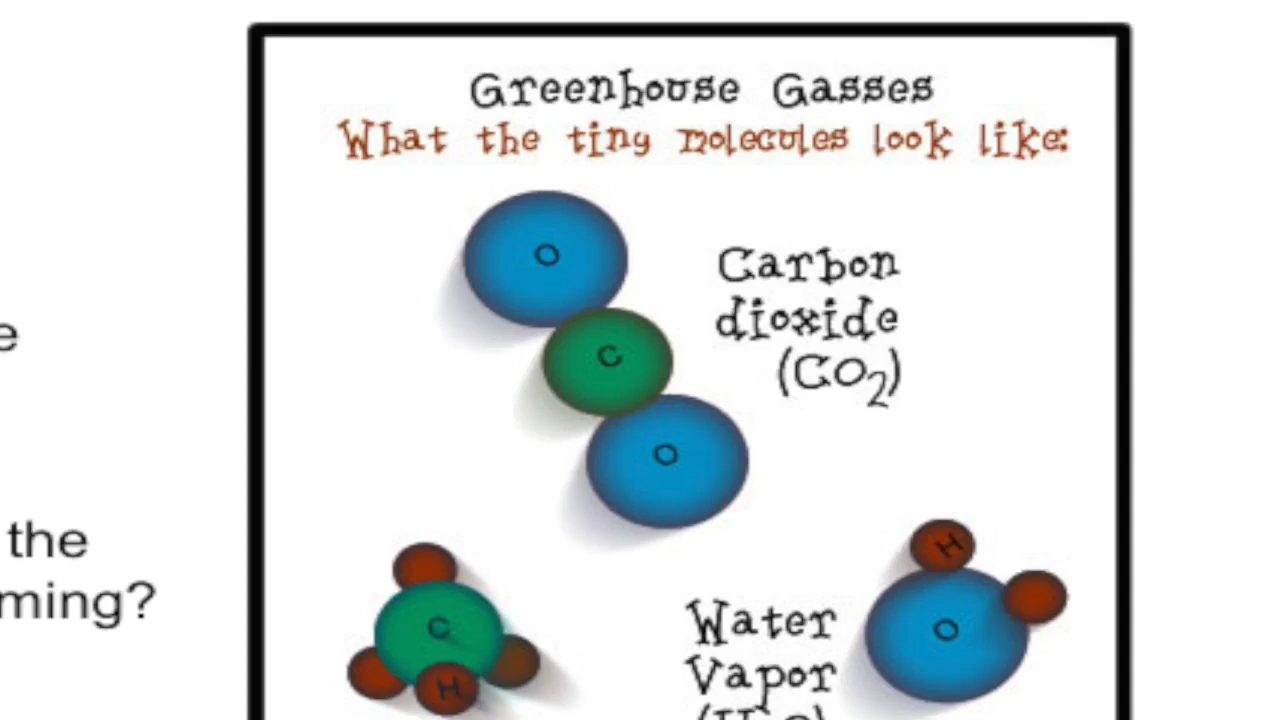 Greenhouse Gasses
What the tiny molecules look like:
O
Carbon
dioxide
(CO₂)
C
O
e
the
ming?
H
C
H
O
Water
Vapor